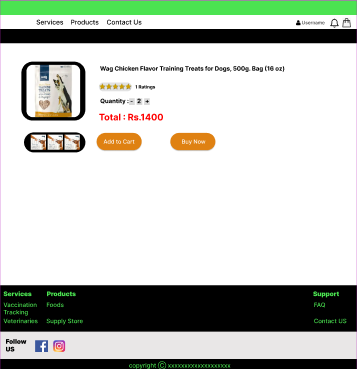 Services Products Contact Us Username
Wag Chicken Flavor Training Treats for Dogs, 500g. Bag (16 oz)
1 Ratings
Quantity : - 2 +
Total : Rs.1400
Add to Cart Buy Now
Services Products Support
Vaccination Tracking Foods FAQ
Veterinaries Supply Store Contact US
Follow US
copyright Ⓒ xxxxxxxxxxxxxxxxxxx